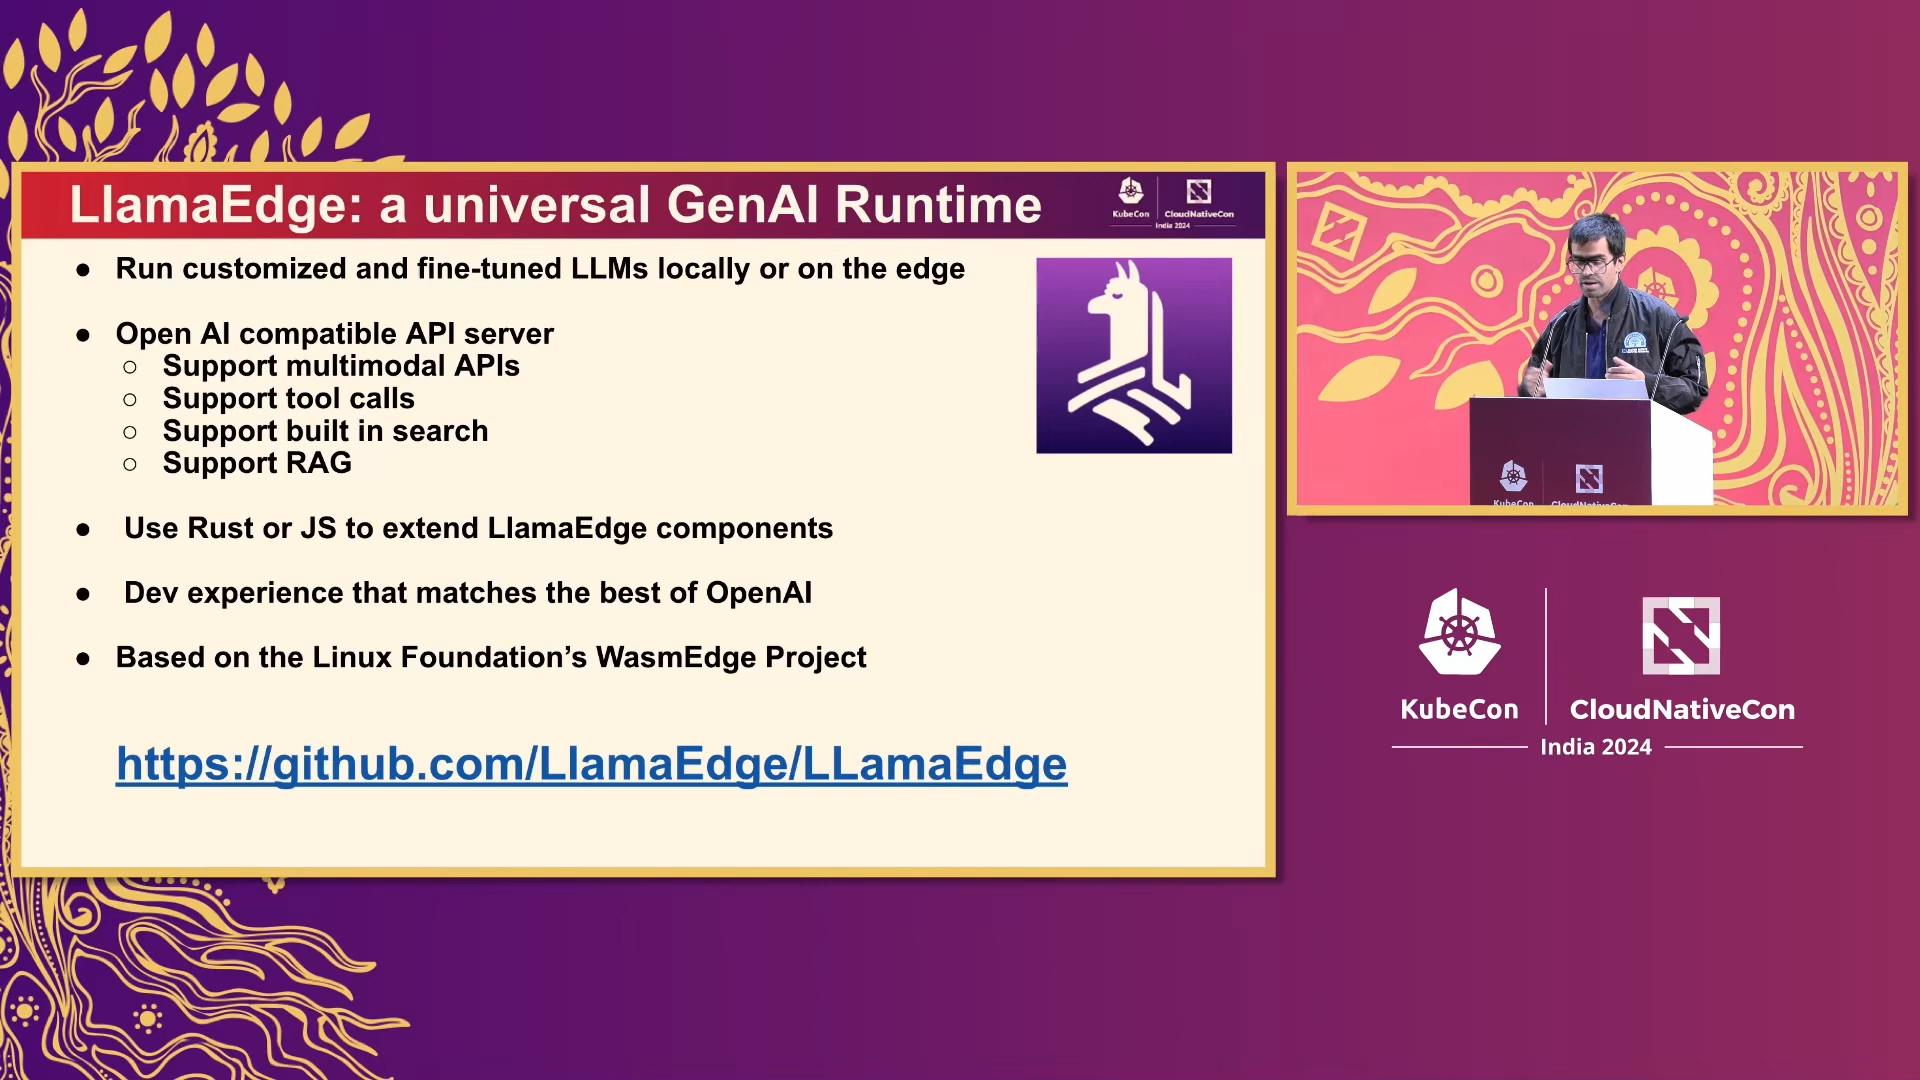 LlamaEdge: a universal GenAI Runtime
KubeCon
CloudNativeCon
India 2024
● Run customized and fine-tuned LLMs locally or on the edge
● Open AI compatible API server
○ Support multimodal APIs
○ Support tool calls
○ Support built in search
○ Support RAG
● Use Rust or JS to extend LlamaEdge components
● Dev experience that matches the best of OpenAI
● Based on the Linux Foundation’s WasmEdge Project
https://github.com/LlamaEdge/LLamaEdge
KubeCon
CloudNativeCon
KubeCon
CloudNativeCon
India 2024